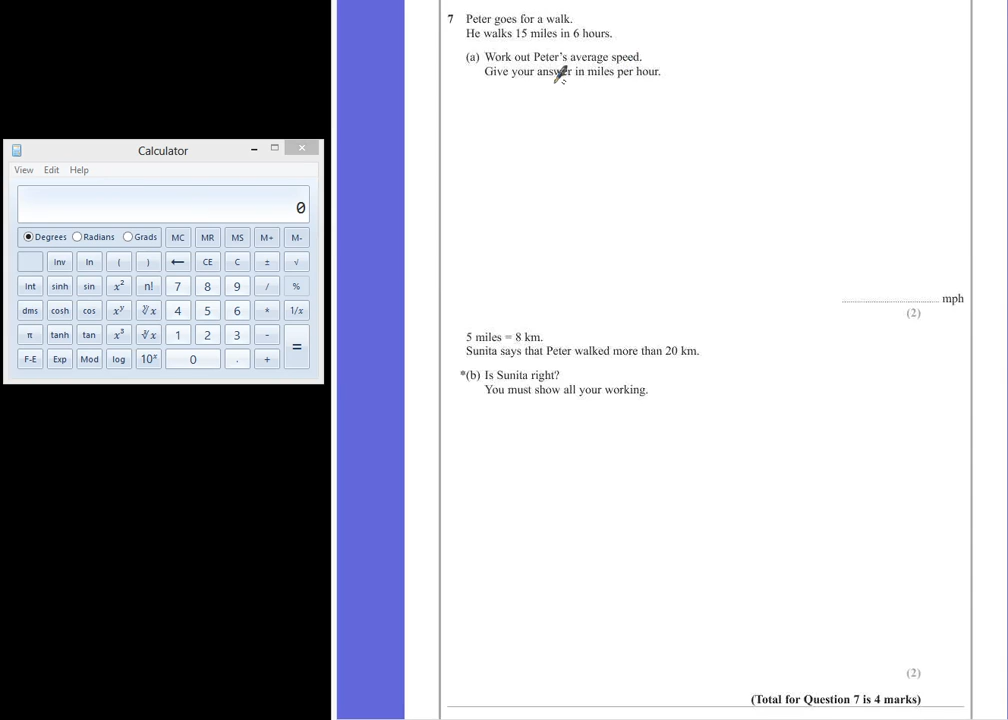 7 Peter goes for a walk.
He walks 15 miles in 6 hours.
(a) Work out Peter's average speed.
Give your answer in miles per hour.
Calculator
View Edit Help
0
Degrees Radians Grads MC MR MS M+ M-
Inv ln ( ) ← CE C ± √
Int sinh sin x² n! 7 8 9 / %
dms cosh cos xʸ ʸ√x 4 5 6 * 1/x
π tanh tan x³ ³√x 1 2 3 - =
F-E Exp Mod log 10ˣ 0 . +
mph
(2)
5 miles = 8 km.
Sunita says that Peter walked more than 20 km.
*(b) Is Sunita right?
You must show all your working.
(2)
(Total for Question 7 is 4 marks)